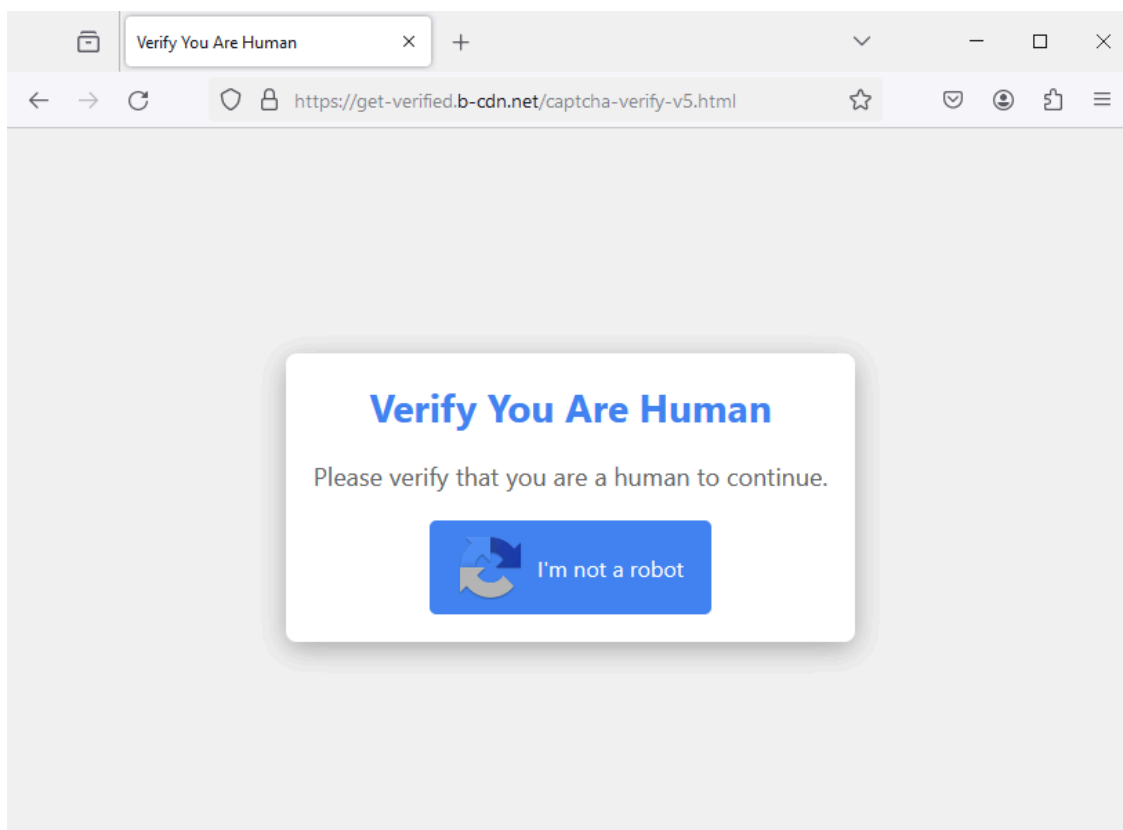 Verify You Are Human
https://get-verified.b-cdn.net/captcha-verify-v5.html
Verify You Are Human
Please verify that you are a human to continue.
I'm not a robot